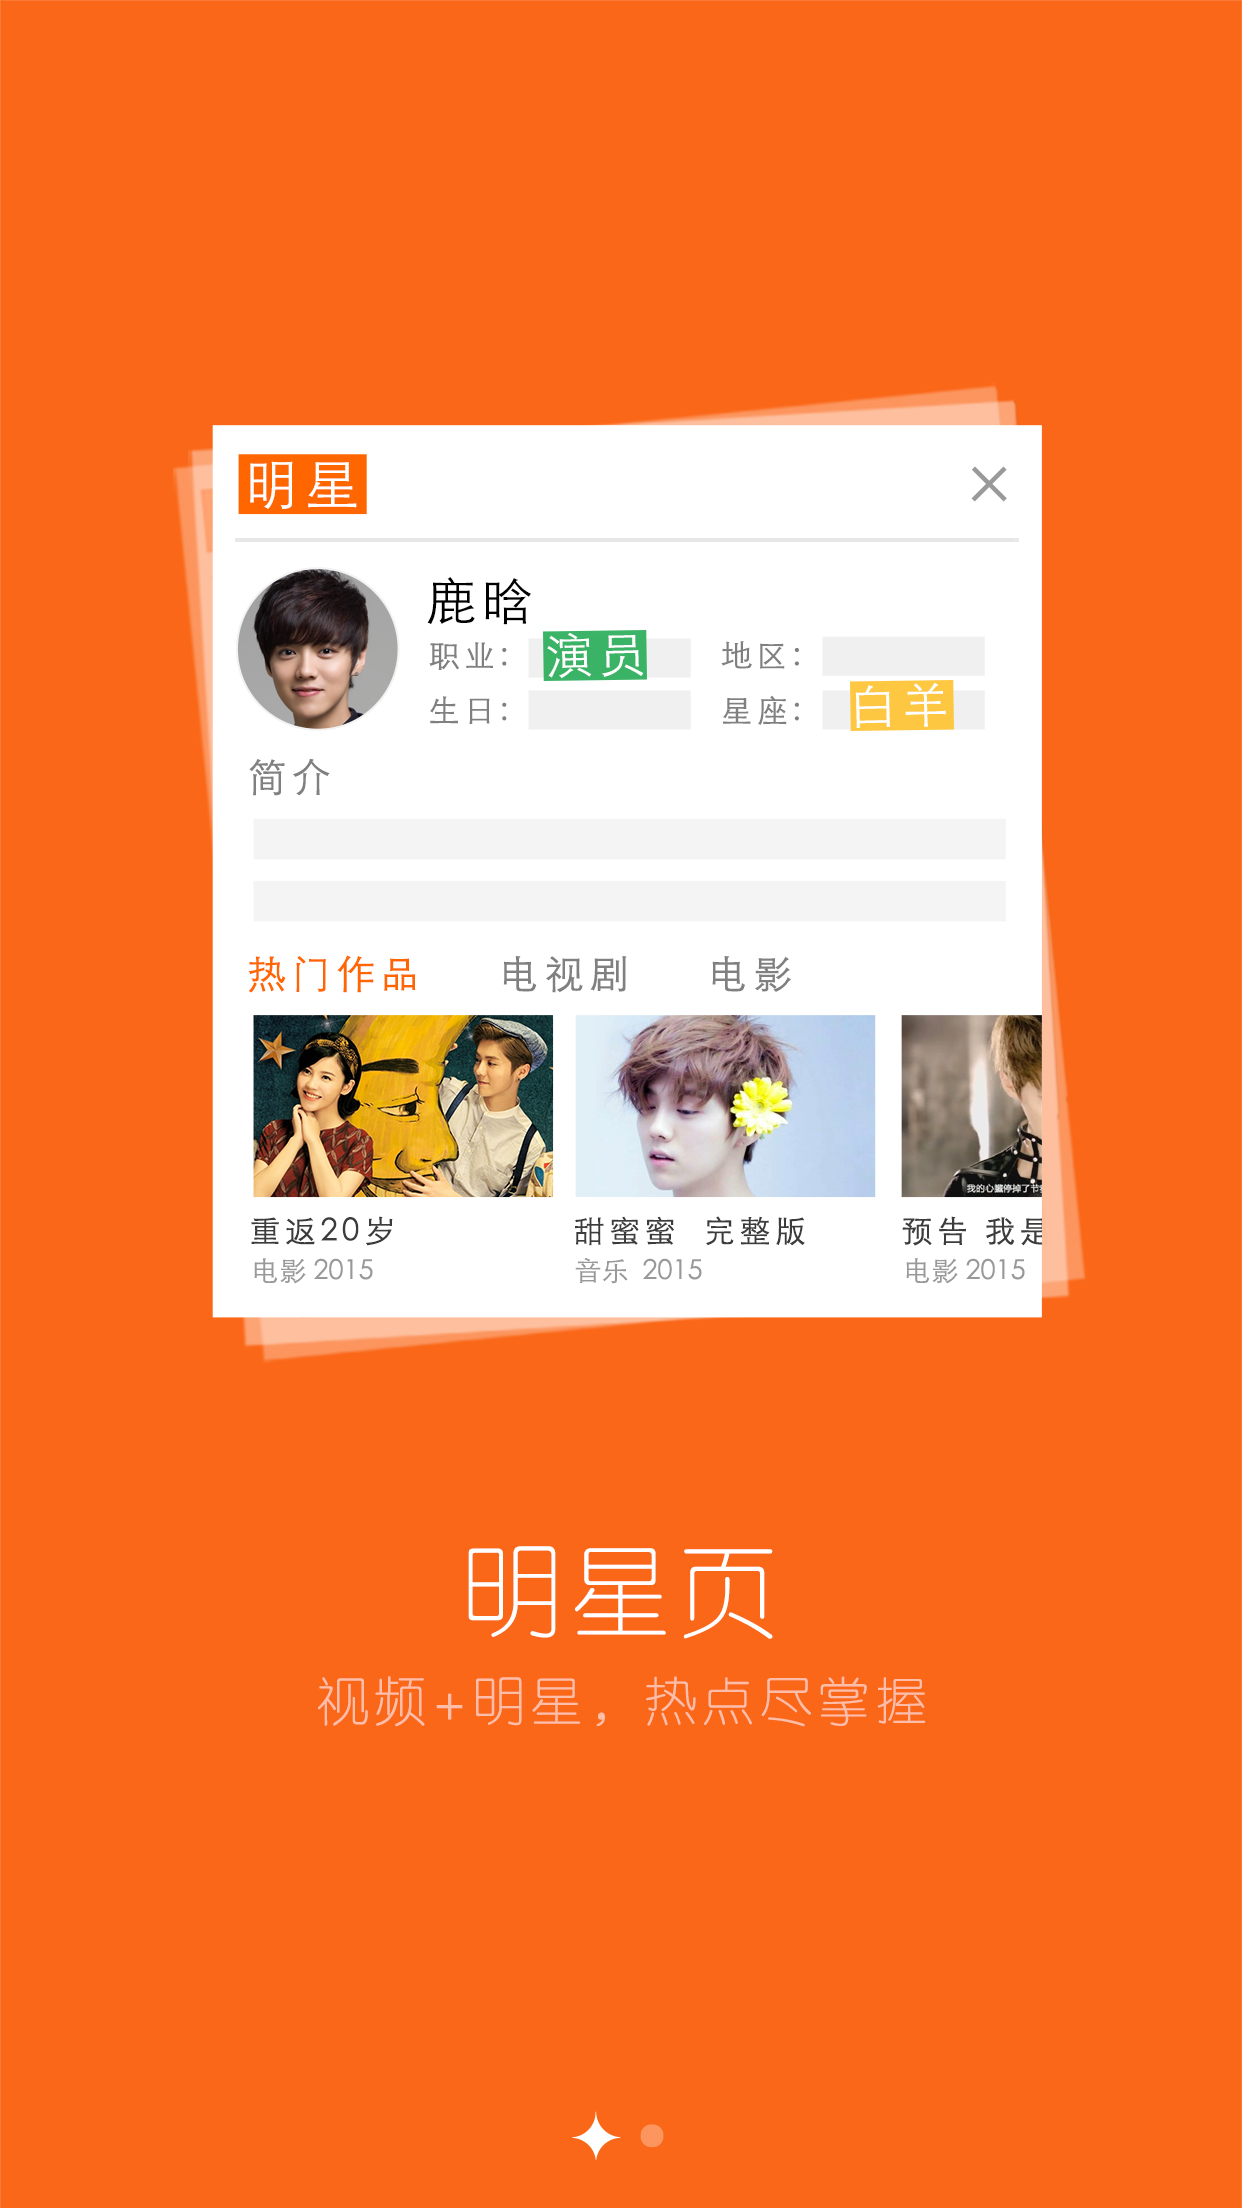 明星
鹿晗
职业： 演员 地区：
生日： 星座： 白羊
简介
热门作品 电视剧 电影
我的心臟停掉了节
重返20岁 甜蜜蜜 完整版 预告 我是
电影 2015 音乐 2015 电影 2015
明星页
视频+明星，热点尽掌握